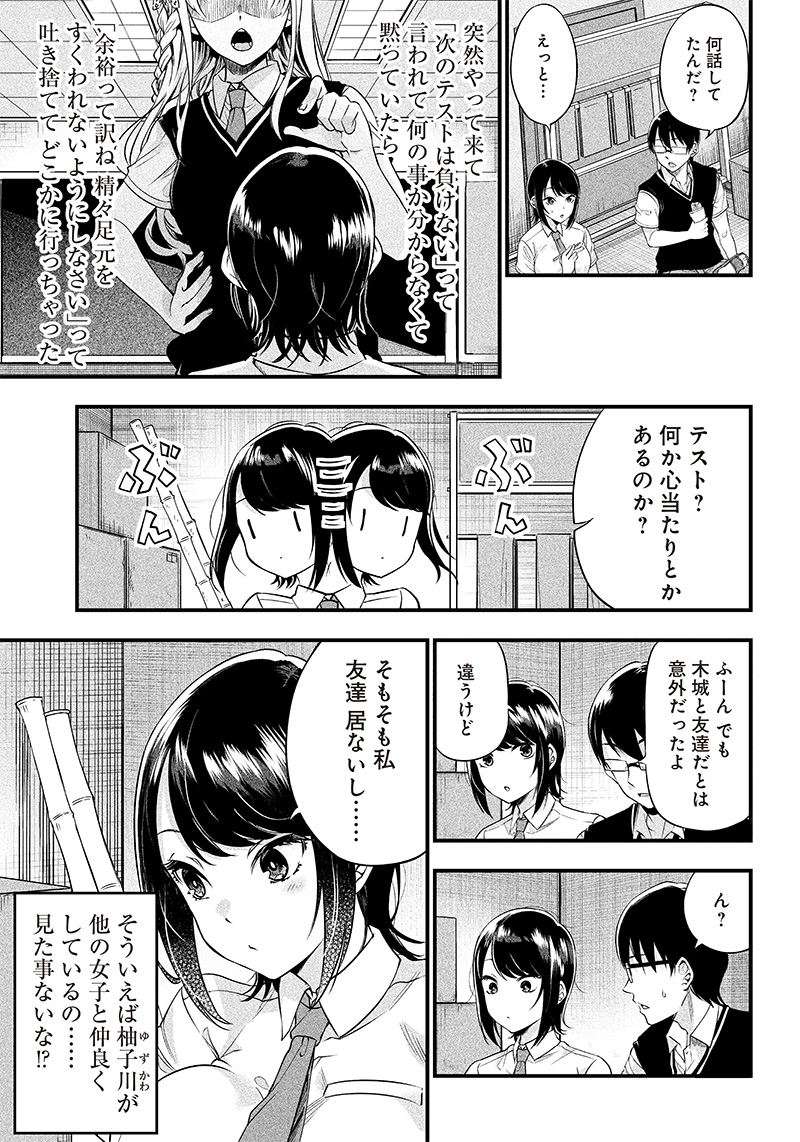 何話して
たんだ?
えっと…
突然やって来て
「次のテストは負けない」って
言われて何の事か分からなくて
黙っていたら
「余裕って訳ね 精々足元を
すくわれないようにしなさい」って
吐き捨てて どこかに行っちゃった
テスト?
何か心当たりとか
あるのか?
ぶん
ぶん
ふーん でも
木城と友達だとは
意外だったよ
違うけど
ん?
そもそも私
友達 居ないし……
そういえば柚子川が
ゆずかわ
他の女子と仲良く
しているの……
見た事ないな!?